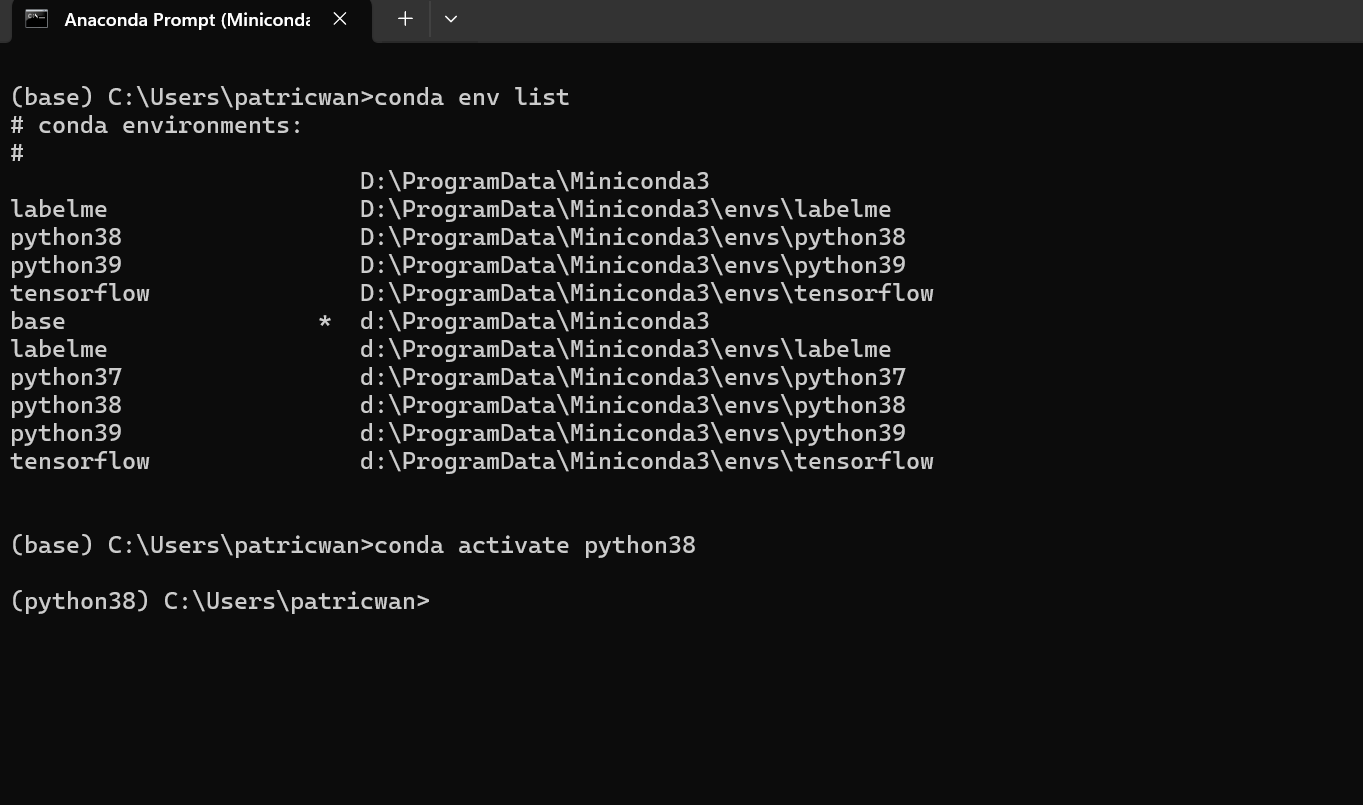 Anaconda Prompt (Minicond
(base) C:\Users\patricwan>conda env list
# conda environments:
#
                         D:\ProgramData\Miniconda3
labelme                  D:\ProgramData\Miniconda3\envs\labelme
python38                 D:\ProgramData\Miniconda3\envs\python38
python39                 D:\ProgramData\Miniconda3\envs\python39
tensorflow               D:\ProgramData\Miniconda3\envs\tensorflow
base                  *  d:\ProgramData\Miniconda3
labelme                  d:\ProgramData\Miniconda3\envs\labelme
python37                 d:\ProgramData\Miniconda3\envs\python37
python38                 d:\ProgramData\Miniconda3\envs\python38
python39                 d:\ProgramData\Miniconda3\envs\python39
tensorflow               d:\ProgramData\Miniconda3\envs\tensorflow
(base) C:\Users\patricwan>conda activate python38
(python38) C:\Users\patricwan>